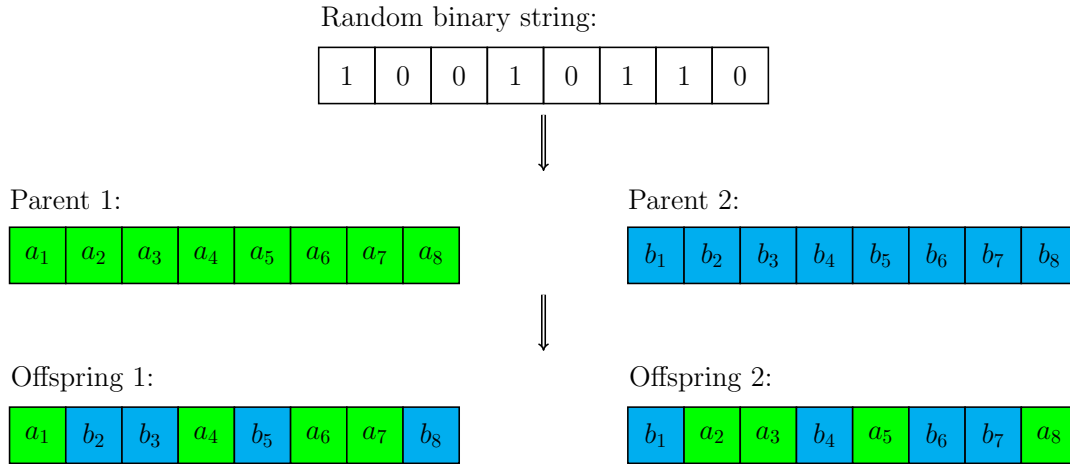 Random binary string:
1 0 0 1 0 1 1 0
Parent 1: Parent 2:
a₁ a₂ a₃ a₄ a₅ a₆ a₇ a₈ b₁ b₂ b₃ b₄ b₅ b₆ b₇ b₈
Offspring 1: Offspring 2:
a₁ b₂ b₃ a₄ b₅ a₆ a₇ b₈ b₁ a₂ a₃ b₄ a₅ b₆ b₇ a₈